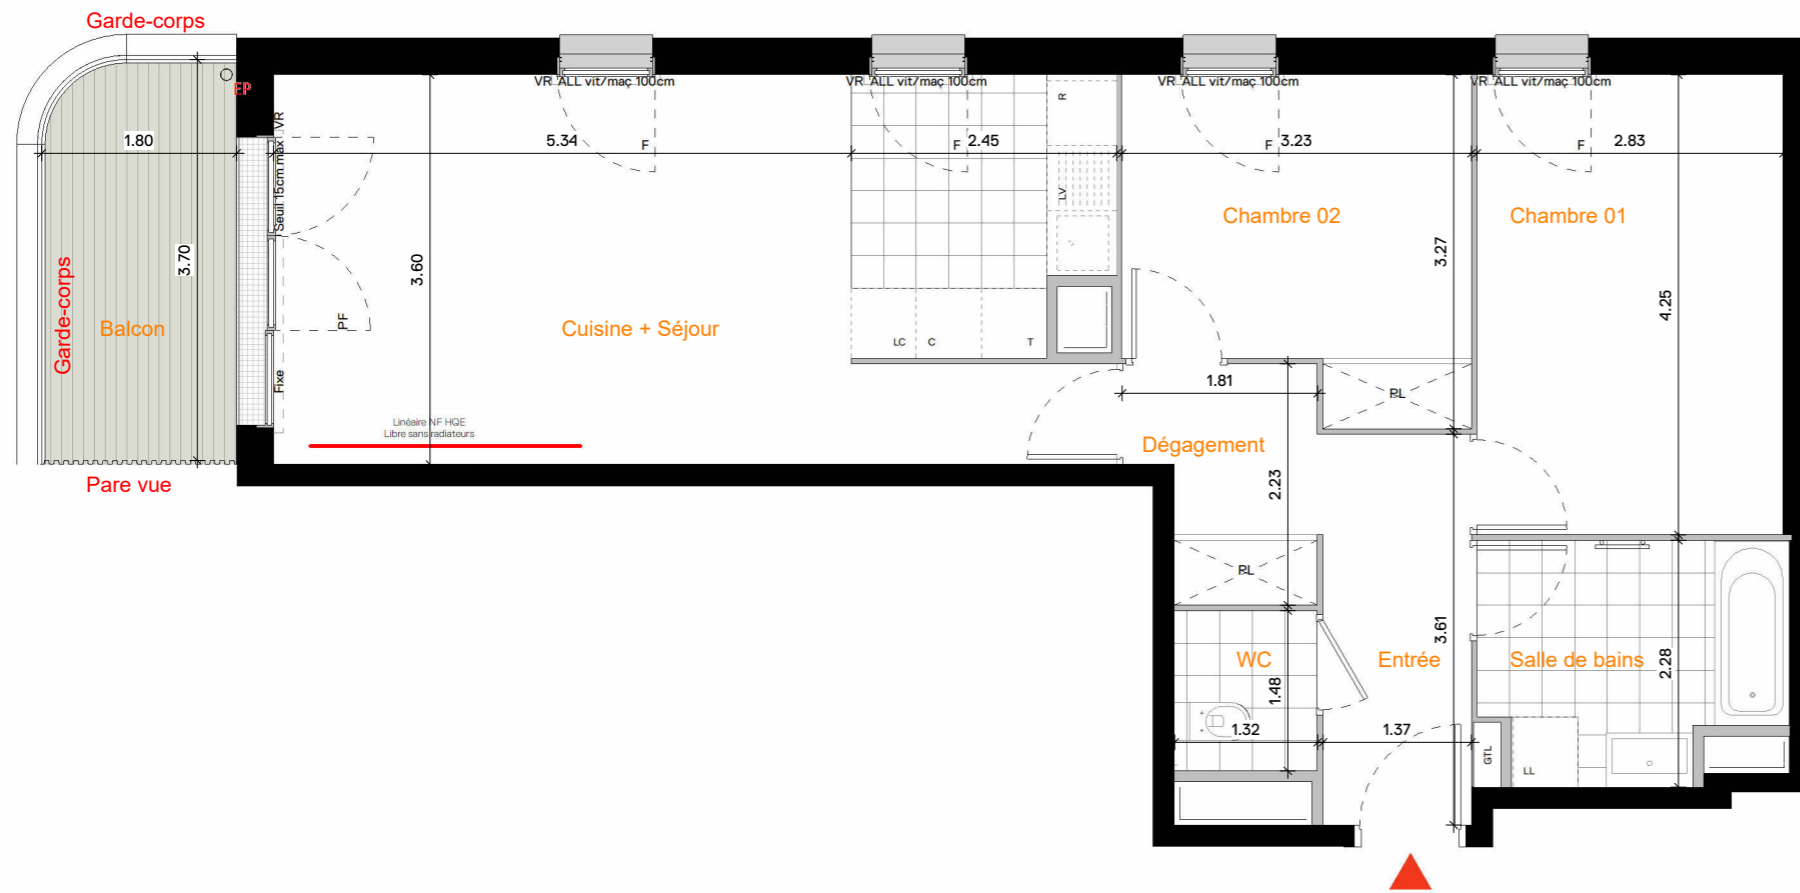 Garde-corps
EP
VR ALL vit/maç 100cm
VR ALL vit/maç 100cm
VR ALL vit/maç 100cm
VR ALL vit/maç 100cm
R
VR
Seuil 15cm max
1.80
5.34
F
F
2.45
F
3.23
F
2.83
LV
Chambre 02
Chambre 01
3.70
3.60
3.27
4.25
Garde-corps
Balcon
PF
Cuisine + Séjour
LC
C
T
Fixe
1.81
PL
Linéaire NF HQE
Libre sans radiateurs
Dégagement
Pare vue
2.23
PL
3.61
WC
Entrée
Salle de bains
2.28
1.48
1.32
1.37
GTL
LL